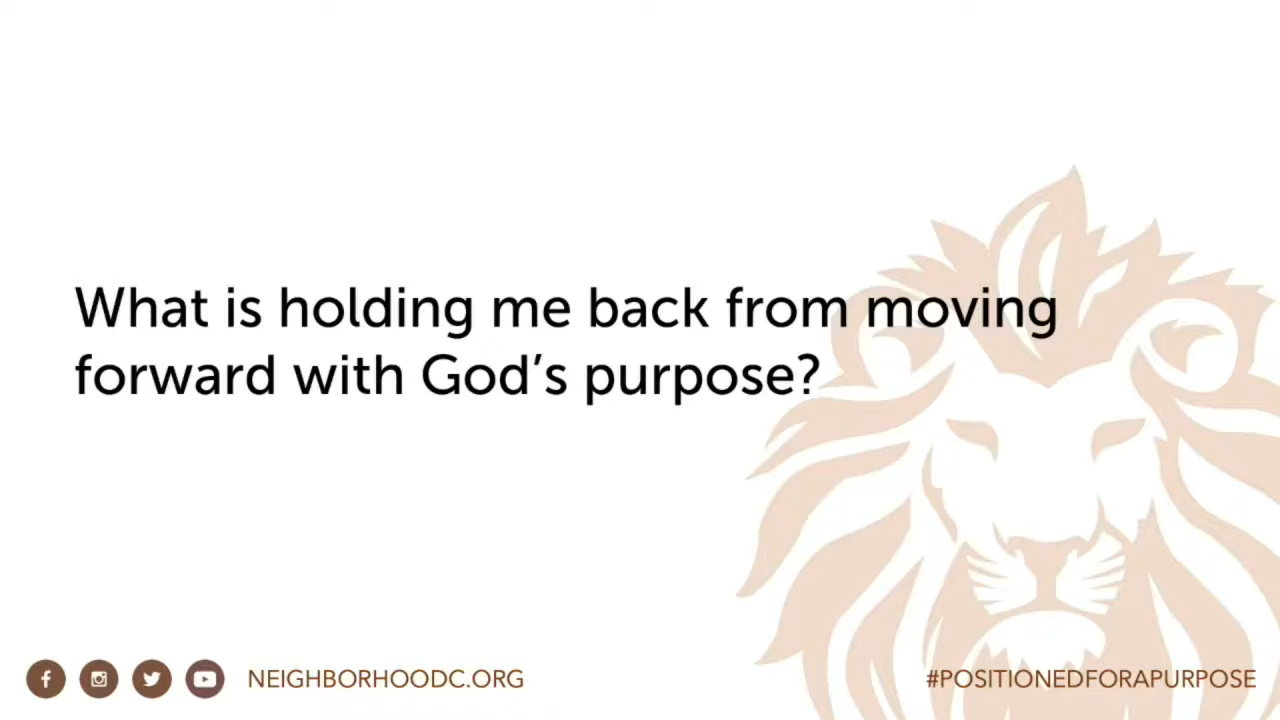 What is holding me back from moving
forward with God’s purpose?
NEIGHBORHOODC.ORG
#POSITIONEDFORAPURPOSE